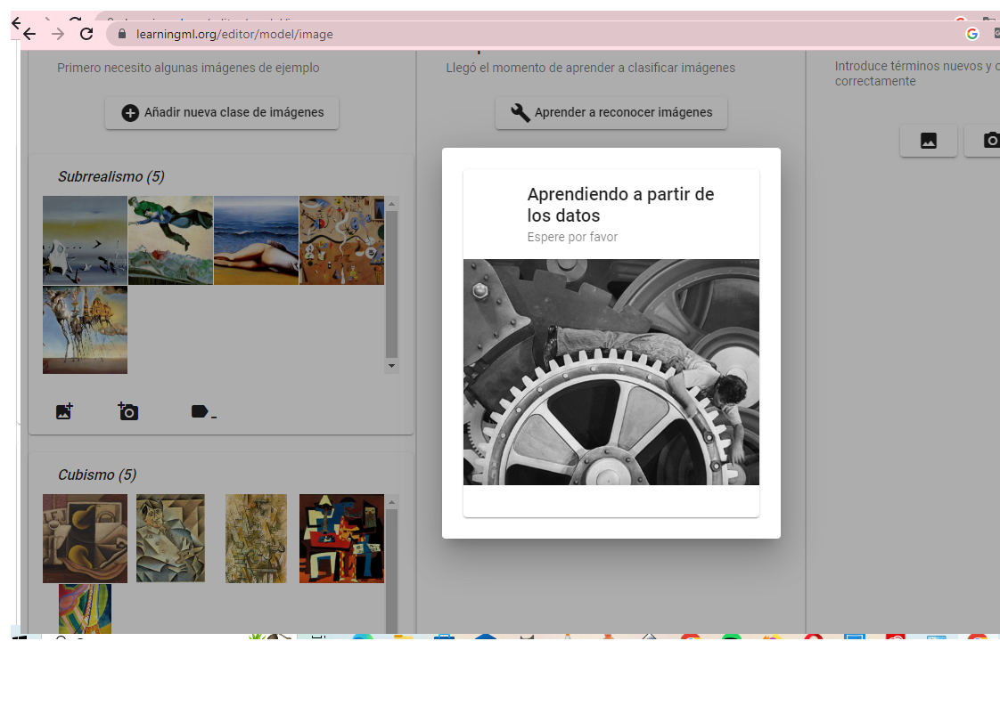 learningml.org/editor/model/image
Primero necesito algunas imágenes de ejemplo
Añadir nueva clase de imágenes
Subrrealismo (5)
Cubismo (5)
Llegó el momento de aprender a clasificar imágenes
Aprender a reconocer imágenes
Aprendiendo a partir de
los datos
Espere por favor
Introduce términos nuevos y
correctamente